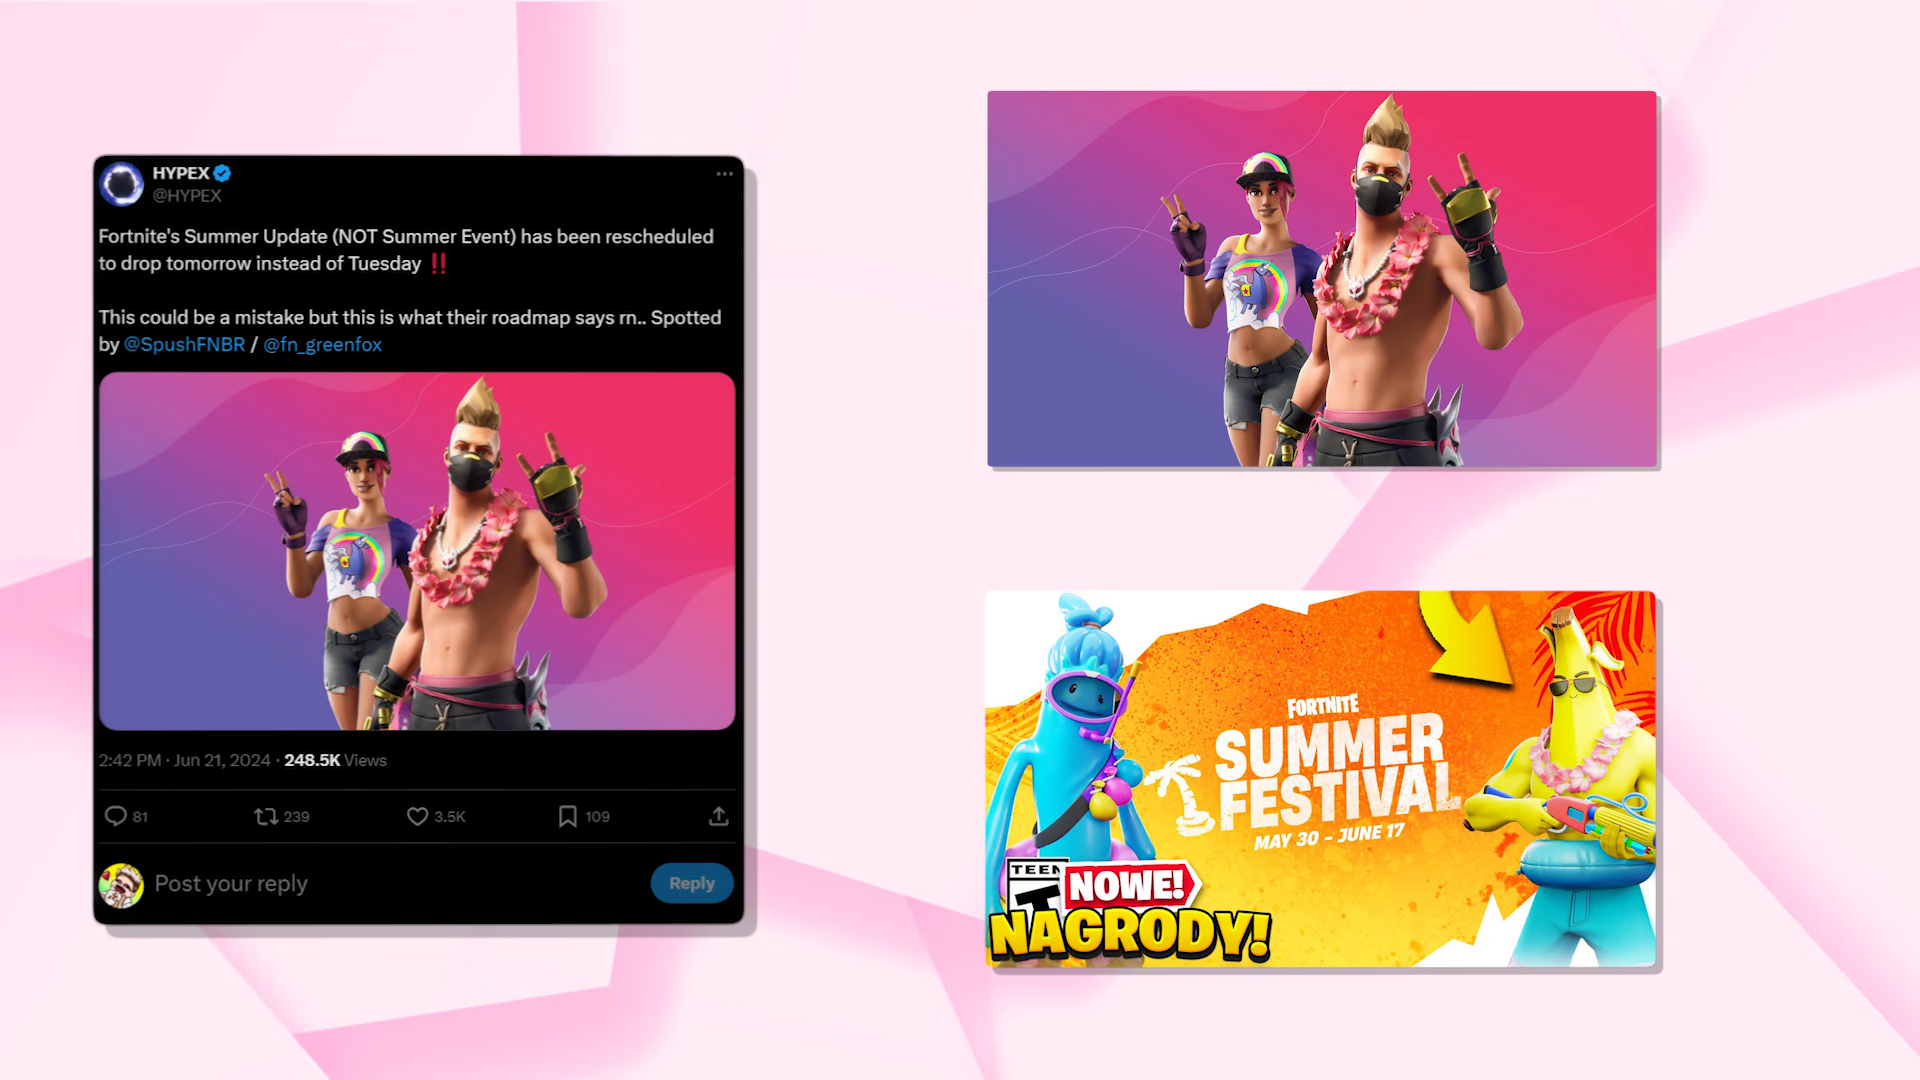 HYPEX
@HYPEX
Fortnite's Summer Update (NOT Summer Event) has been rescheduled
to drop tomorrow instead of Tuesday ‼️
This could be a mistake but this is what their roadmap says rn.. Spotted
by @SpushFNBR / @fn_greenfox
2:42 PM · Jun 21, 2024 · 248.5K Views
81 239 3.5K 109
Post your reply
Reply
FORTNITE
SUMMER
FESTIVAL
MAY 30 - JUNE 17
TEEN
T
NOWE!
NAGRODY!